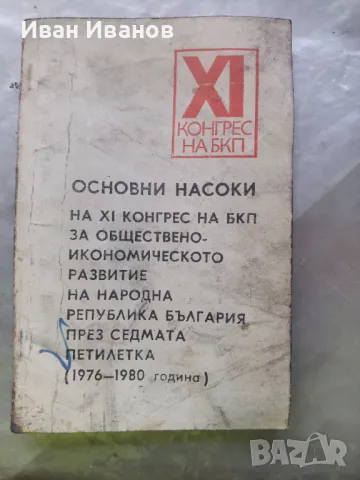 Иван Иванов
XI
КОНГРЕС
НА БКП
ОСНОВНИ НАСОКИ
НА XI КОНГРЕС НА БКП
ЗА ОБЩЕСТВЕНО-
ИКОНОМИЧЕСКОТО
РАЗВИТИЕ
НА НАРОДНА
РЕПУБЛИКА БЪЛГАРИЯ
ПРЕЗ СЕДМАТА
ПЕТИЛЕТКА
(1976—1980 година)
BAZAR